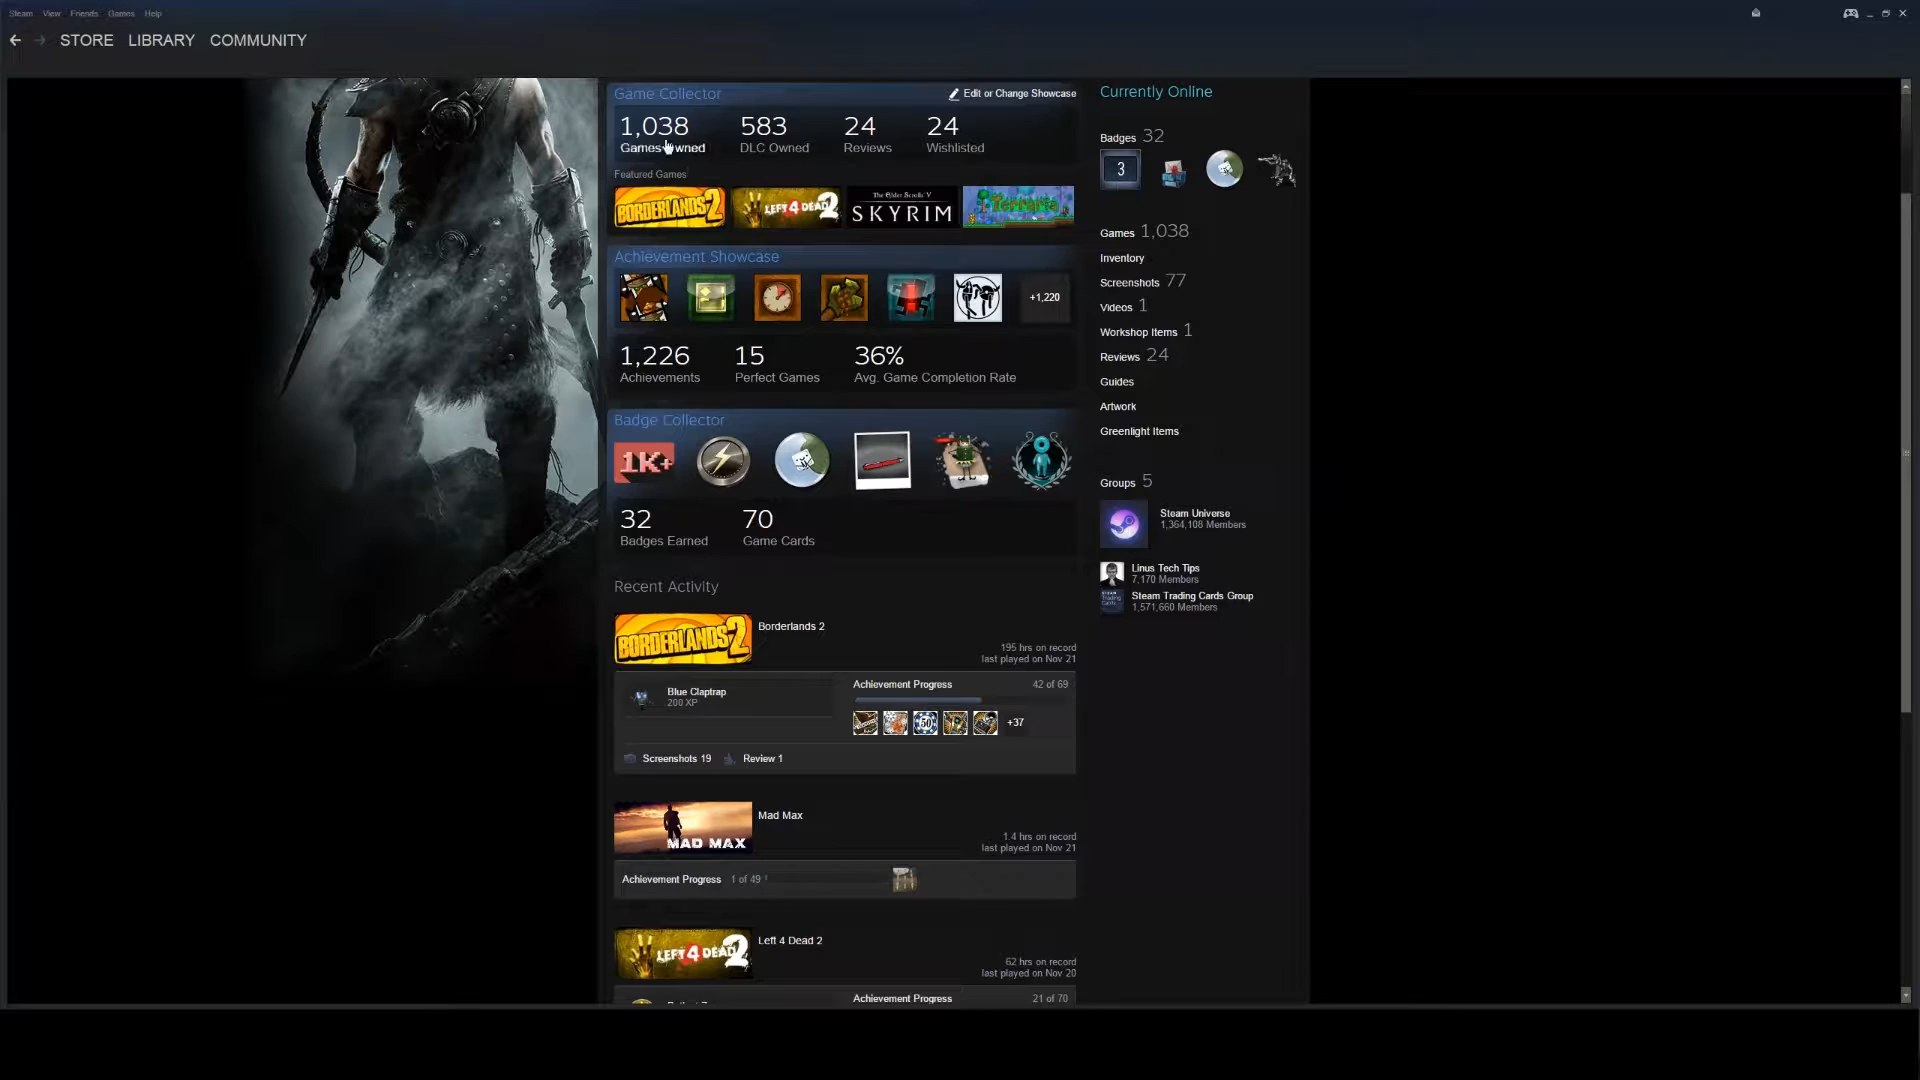 Steam View Friends Games Help
STORE LIBRARY COMMUNITY
Game Collector
Edit or Change Showcase
1,038 583 24 24
Games Owned DLC Owned Reviews Wishlisted
Featured Games
BORDERLANDS 2 LEFT 4 DEAD 2 The Elder Scrolls V SKYRIM Terraria
Achievement Showcase
+1,220
1,226 15 36%
Achievements Perfect Games Avg. Game Completion Rate
Badge Collector
1K+
32 70
Badges Earned Game Cards
Recent Activity
BORDERLANDS 2
Borderlands 2
195 hrs on record
last played on Nov 21
Blue Claptrap
200 XP
Achievement Progress 42 of 69
50
+37
Screenshots 19 Review 1
MAD MAX
Mad Max
1.4 hrs on record
last played on Nov 21
Achievement Progress 1 of 49
LEFT 4 DEAD 2
Left 4 Dead 2
62 hrs on record
last played on Nov 20
Achievement Progress 21 of 70
Currently Online
Badges 32
3
Games 1,038
Inventory
Screenshots 77
Videos 1
Workshop Items 1
Reviews 24
Guides
Artwork
Greenlight Items
Groups 5
Steam Universe
1,364,108 Members
Linus Tech Tips
7,170 Members
Steam Trading Cards Group
1,571,660 Members